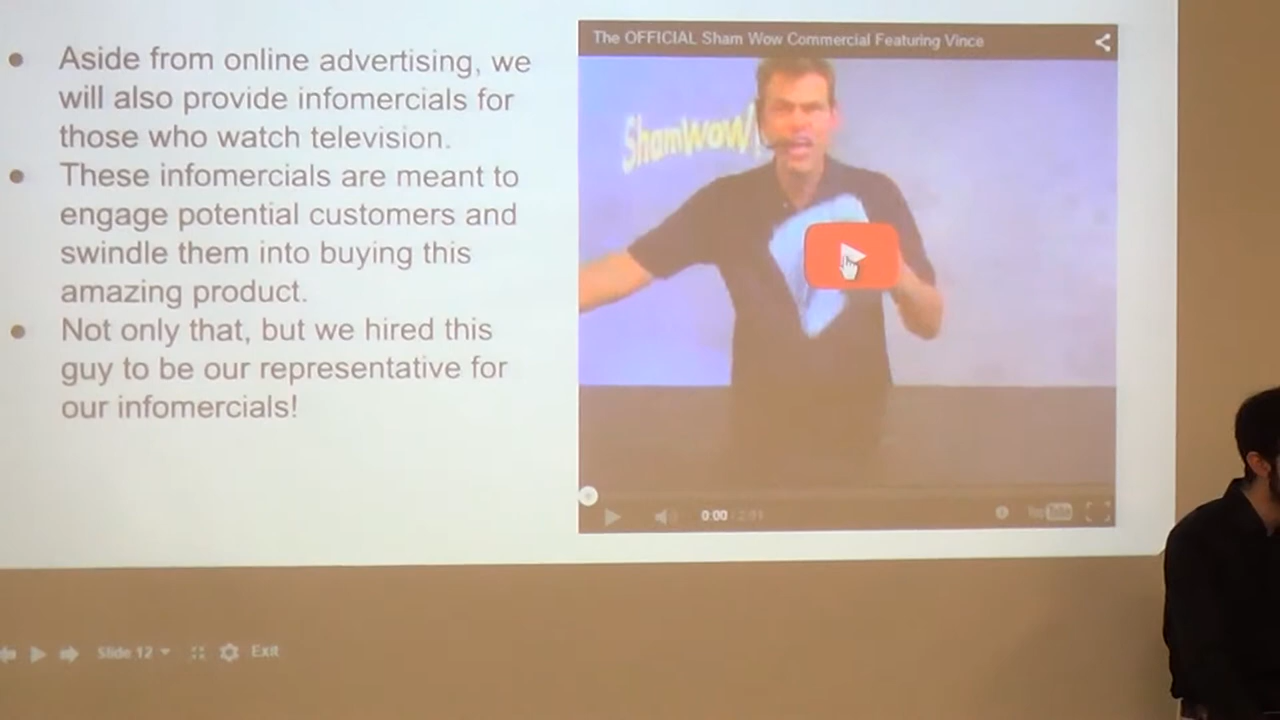 Aside from online advertising, we
will also provide infomercials for
those who watch television.
These infomercials are meant to
engage potential customers and
swindle them into buying this
amazing product.
Not only that, but we hired this
guy to be our representative for
our infomercials!
The OFFICIAL Sham Wow Commercial Featuring Vince
ShamWow!
0:00
YouTube
Slide 12
Exit